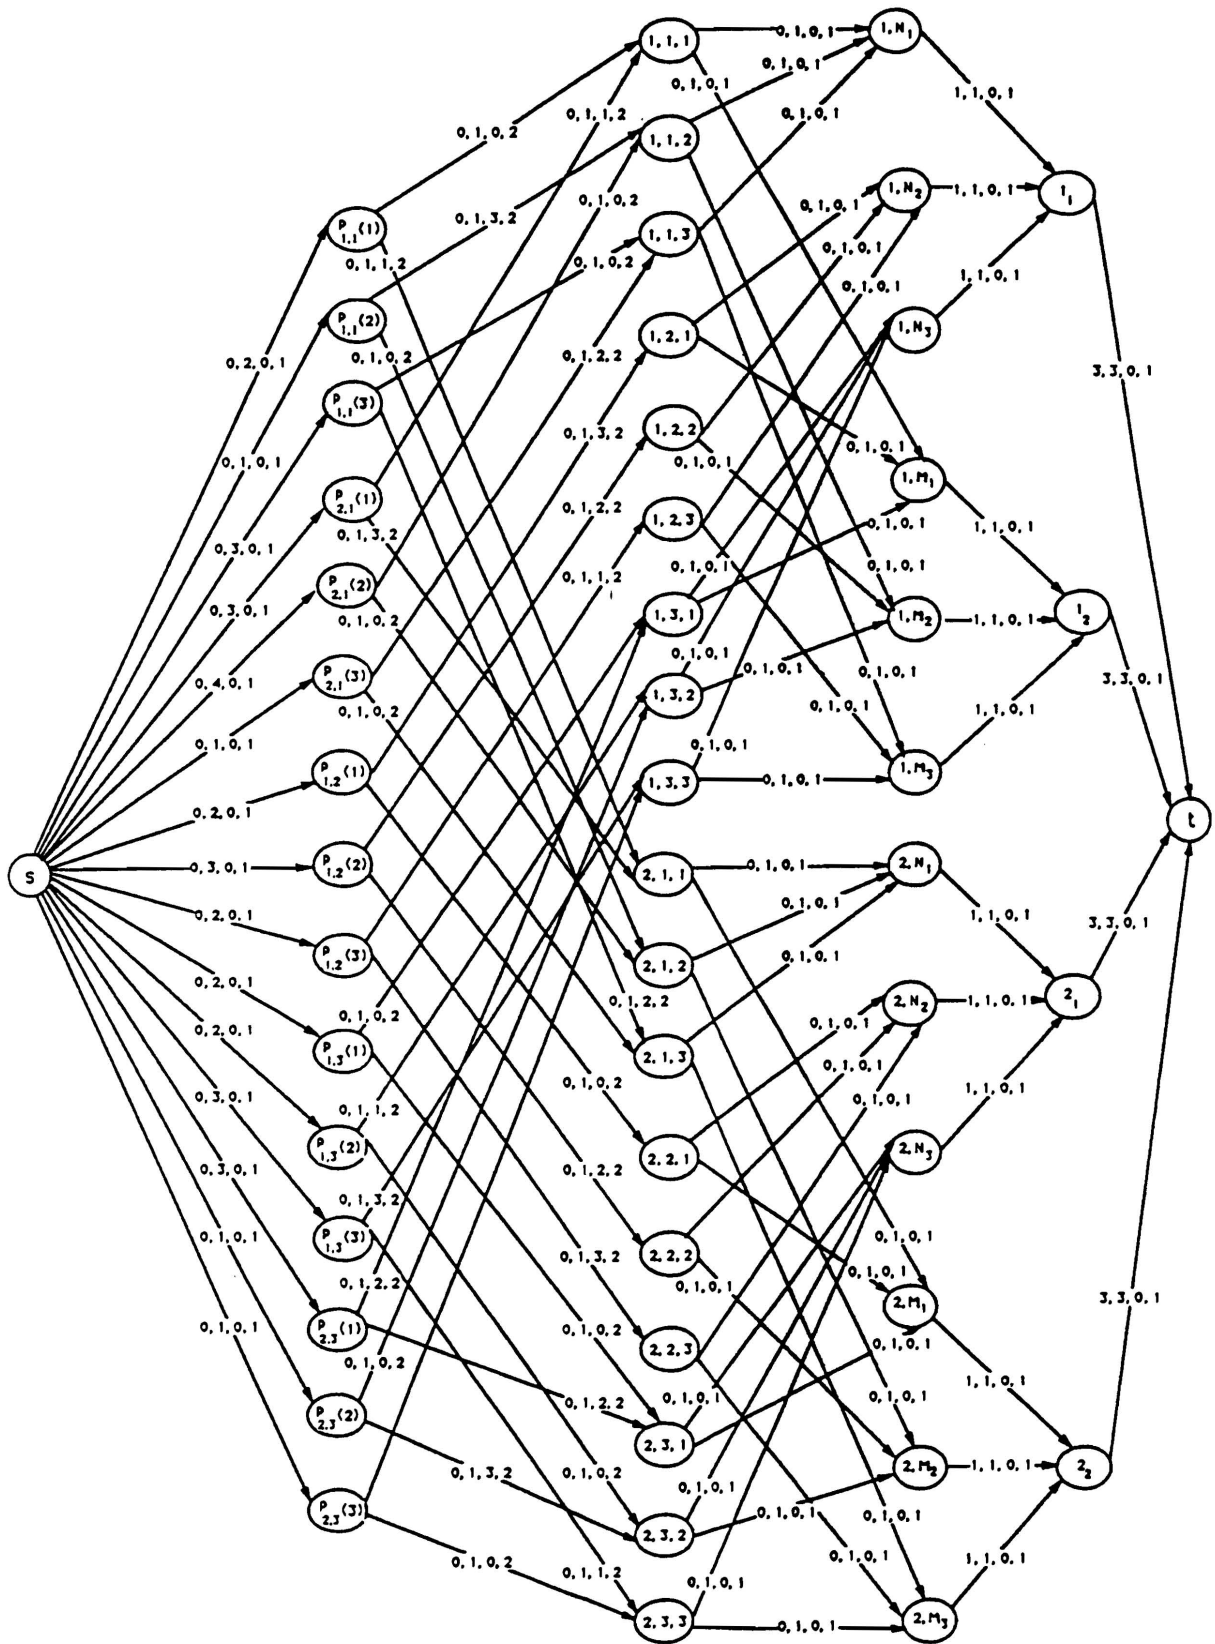 1, 1, 1
1, N₁
0, 1, 0, 1
0, 1, 0, 1
0, 1, 0, 1
0, 1, 0, 2
0, 1, 1, 2
0, 1, 0, 1
1, 1, 0, 1
1, 1, 2
P₁,₁(1)
0, 1, 3, 2
0, 1, 0, 2
0, 1, 0, 1
1, N₂
1, 1, 0, 1
1₁
0, 1, 1, 2
0, 1, 0, 2
1, 1, 3
0, 1, 0, 1
0, 1, 0, 1
1, 1, 0, 1
P₁,₁(2)
0, 2, 0, 1
0, 1, 0, 2
0, 1, 2, 2
1, 2, 1
1, N₃
3, 3, 0, 1
P₁,₁(3)
0, 1, 0, 1
0, 1, 3, 2
1, 2, 2
0, 1, 0, 1
0, 1, 0, 1
1, M₁
P₂,₁(1)
0, 3, 0, 1
0, 1, 3, 2
0, 1, 2, 2
1, 2, 3
0, 1, 0, 1
1, 1, 0, 1
P₂,₁(2)
0, 3, 0, 1
0, 1, 0, 2
0, 1, 1, 2
0, 1, 0, 1
0, 1, 0, 1
1, 3, 1
1, M₂
1, 1, 0, 1
1₂
P₂,₁(3)
0, 4, 0, 1
0, 1, 0, 2
0, 1, 0, 1
0, 1, 0, 1
0, 1, 0, 1
1, 3, 2
3, 3, 0, 1
0, 1, 0, 1
1, 1, 0, 1
0, 1, 0, 1
0, 1, 0, 1
P₁,₂(1)
1, 3, 3
0, 1, 0, 1
1, M₃
0, 2, 0, 1
t
S
0, 3, 0, 1
P₁,₂(2)
2, 1, 1
0, 1, 0, 1
2, N₁
0, 2, 0, 1
0, 1, 0, 1
1, 1, 0, 1
3, 3, 0, 1
P₁,₂(3)
2, 1, 2
0, 1, 0, 1
0, 2, 0, 1
0, 1, 0, 2
0, 1, 2, 2
2, N₂
1, 1, 0, 1
2₁
0, 2, 0, 1
P₁,₃(1)
2, 1, 3
0, 1, 0, 1
0, 1, 0, 1
0, 3, 0, 1
0, 1, 1, 2
0, 1, 0, 2
0, 1, 0, 1
1, 1, 0, 1
P₁,₃(2)
2, 2, 1
2, N₃
0, 3, 0, 1
0, 1, 3, 2
0, 1, 2, 2
0, 1, 0, 1
P₁,₃(3)
0, 1, 0, 1
0, 1, 3, 2
2, 2, 2
0, 1, 0, 1
0, 1, 2, 2
0, 1, 0, 1
2, M₁
3, 3, 0, 1
0, 1, 0, 1
P₂,₃(1)
0, 1, 0, 2
2, 2, 3
0, 1, 0, 1
0, 1, 0, 2
1, 1, 0, 1
0, 1, 2, 2
0, 1, 0, 1
0, 1, 0, 1
P₂,₃(2)
2, 3, 1
0, 1, 3, 2
0, 1, 0, 2
0, 1, 0, 1
2, M₂
1, 1, 0, 1
2₂
P₂,₃(3)
2, 3, 2
0, 1, 0, 1
0, 1, 0, 1
0, 1, 0, 2
0, 1, 1, 2
0, 1, 0, 1
0, 1, 0, 1
1, 1, 0, 1
2, 3, 3
0, 1, 0, 1
2, M₃